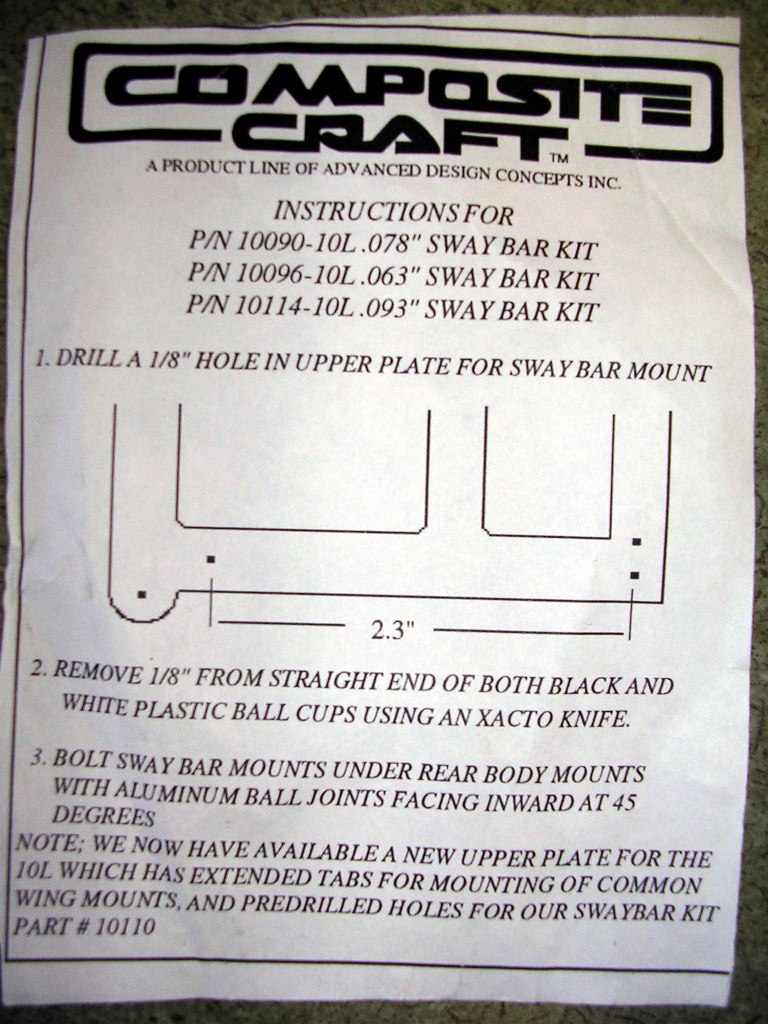 COMPOSITE
CRAFT™
A PRODUCT LINE OF ADVANCED DESIGN CONCEPTS INC.
INSTRUCTIONS FOR
P/N 10090-10L .078" SWAY BAR KIT
P/N 10096-10L .063" SWAY BAR KIT
P/N 10114-10L .093" SWAY BAR KIT
1. DRILL A 1/8" HOLE IN UPPER PLATE FOR SWAY BAR MOUNT
2.3"
2. REMOVE 1/8" FROM STRAIGHT END OF BOTH BLACK AND
WHITE PLASTIC BALL CUPS USING AN XACTO KNIFE.
3. BOLT SWAY BAR MOUNTS UNDER REAR BODY MOUNTS
WITH ALUMINUM BALL JOINTS FACING INWARD AT 45
DEGREES
NOTE; WE NOW HAVE AVAILABLE A NEW UPPER PLATE FOR THE
10L WHICH HAS EXTENDED TABS FOR MOUNTING OF COMMON
WING MOUNTS, AND PREDRILLED HOLES FOR OUR SWAYBAR KIT
PART # 10110